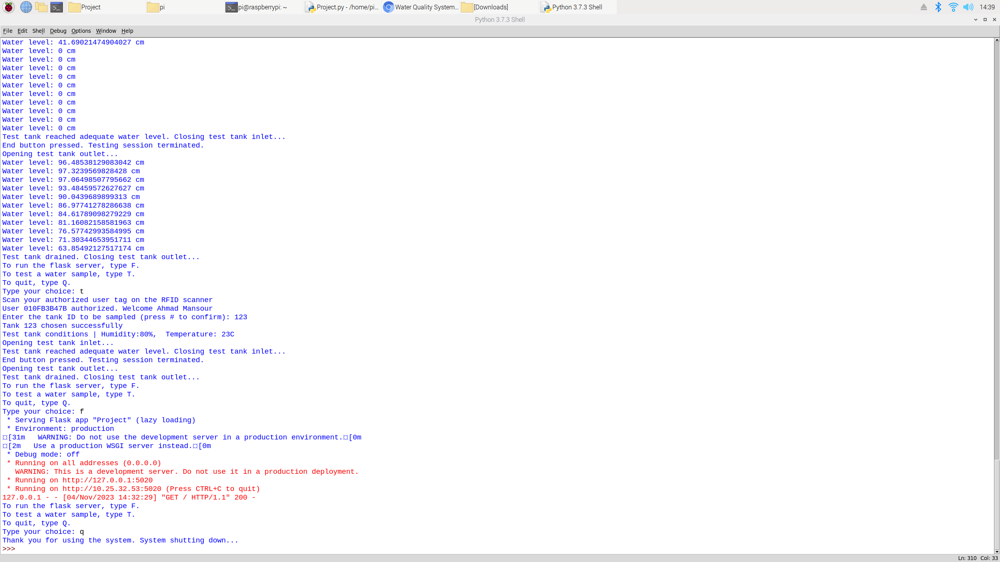 Project
pi
pi@raspberrypi: ~
Project.py - /home/pi...
Water Quality System...
[Downloads]
Python 3.7.3 Shell
14:39
Python 3.7.3 Shell
File Edit Shell Debug Options Window Help
Water level: 41.69021474904027 cm
Water level: 0 cm
Water level: 0 cm
Water level: 0 cm
Water level: 0 cm
Water level: 0 cm
Water level: 0 cm
Water level: 0 cm
Water level: 0 cm
Water level: 0 cm
Water level: 0 cm
Test tank reached adequate water level. Closing test tank inlet...
End button pressed. Testing session terminated.
Opening test tank outlet...
Water level: 96.48538129083042 cm
Water level: 97.3239569828428 cm
Water level: 97.06498507795662 cm
Water level: 93.48459572627627 cm
Water level: 90.0439689899313 cm
Water level: 86.97741278286638 cm
Water level: 84.61789098279229 cm
Water level: 81.16082158581963 cm
Water level: 76.57742993584995 cm
Water level: 71.30344653951711 cm
Water level: 63.85492127517174 cm
Test tank drained. Closing test tank outlet...
To run the flask server, type F.
To test a water sample, type T.
To quit, type Q.
Type your choice: t
Scan your authorized user tag on the RFID scanner
User 010FB3B47B authorized. Welcome Ahmad Mansour
Enter the tank ID to be sampled (press # to confirm): 123
Tank 123 chosen successfully
Test tank conditions | Humidity:80%,  Temperature: 23C
Opening test tank inlet...
Test tank reached adequate water level. Closing test tank inlet...
End button pressed. Testing session terminated.
Opening test tank outlet...
Test tank drained. Closing test tank outlet...
To run the flask server, type F.
To test a water sample, type T.
To quit, type Q.
Type your choice: f
 * Serving Flask app "Project" (lazy loading)
 * Environment: production
¤[31m   WARNING: Do not use the development server in a production environment.¤[0m
¤[2m   Use a production WSGI server instead.¤[0m
 * Debug mode: off
 * Running on all addresses (0.0.0.0)
   WARNING: This is a development server. Do not use it in a production deployment.
 * Running on http://127.0.0.1:5020
 * Running on http://10.25.32.53:5020 (Press CTRL+C to quit)
127.0.0.1 - - [04/Nov/2023 14:32:29] "GET / HTTP/1.1" 200 -
To run the flask server, type F.
To test a water sample, type T.
To quit, type Q.
Type your choice: q
Thank you for using the system. System shutting down...
>>>
Ln: 310 Col: 33